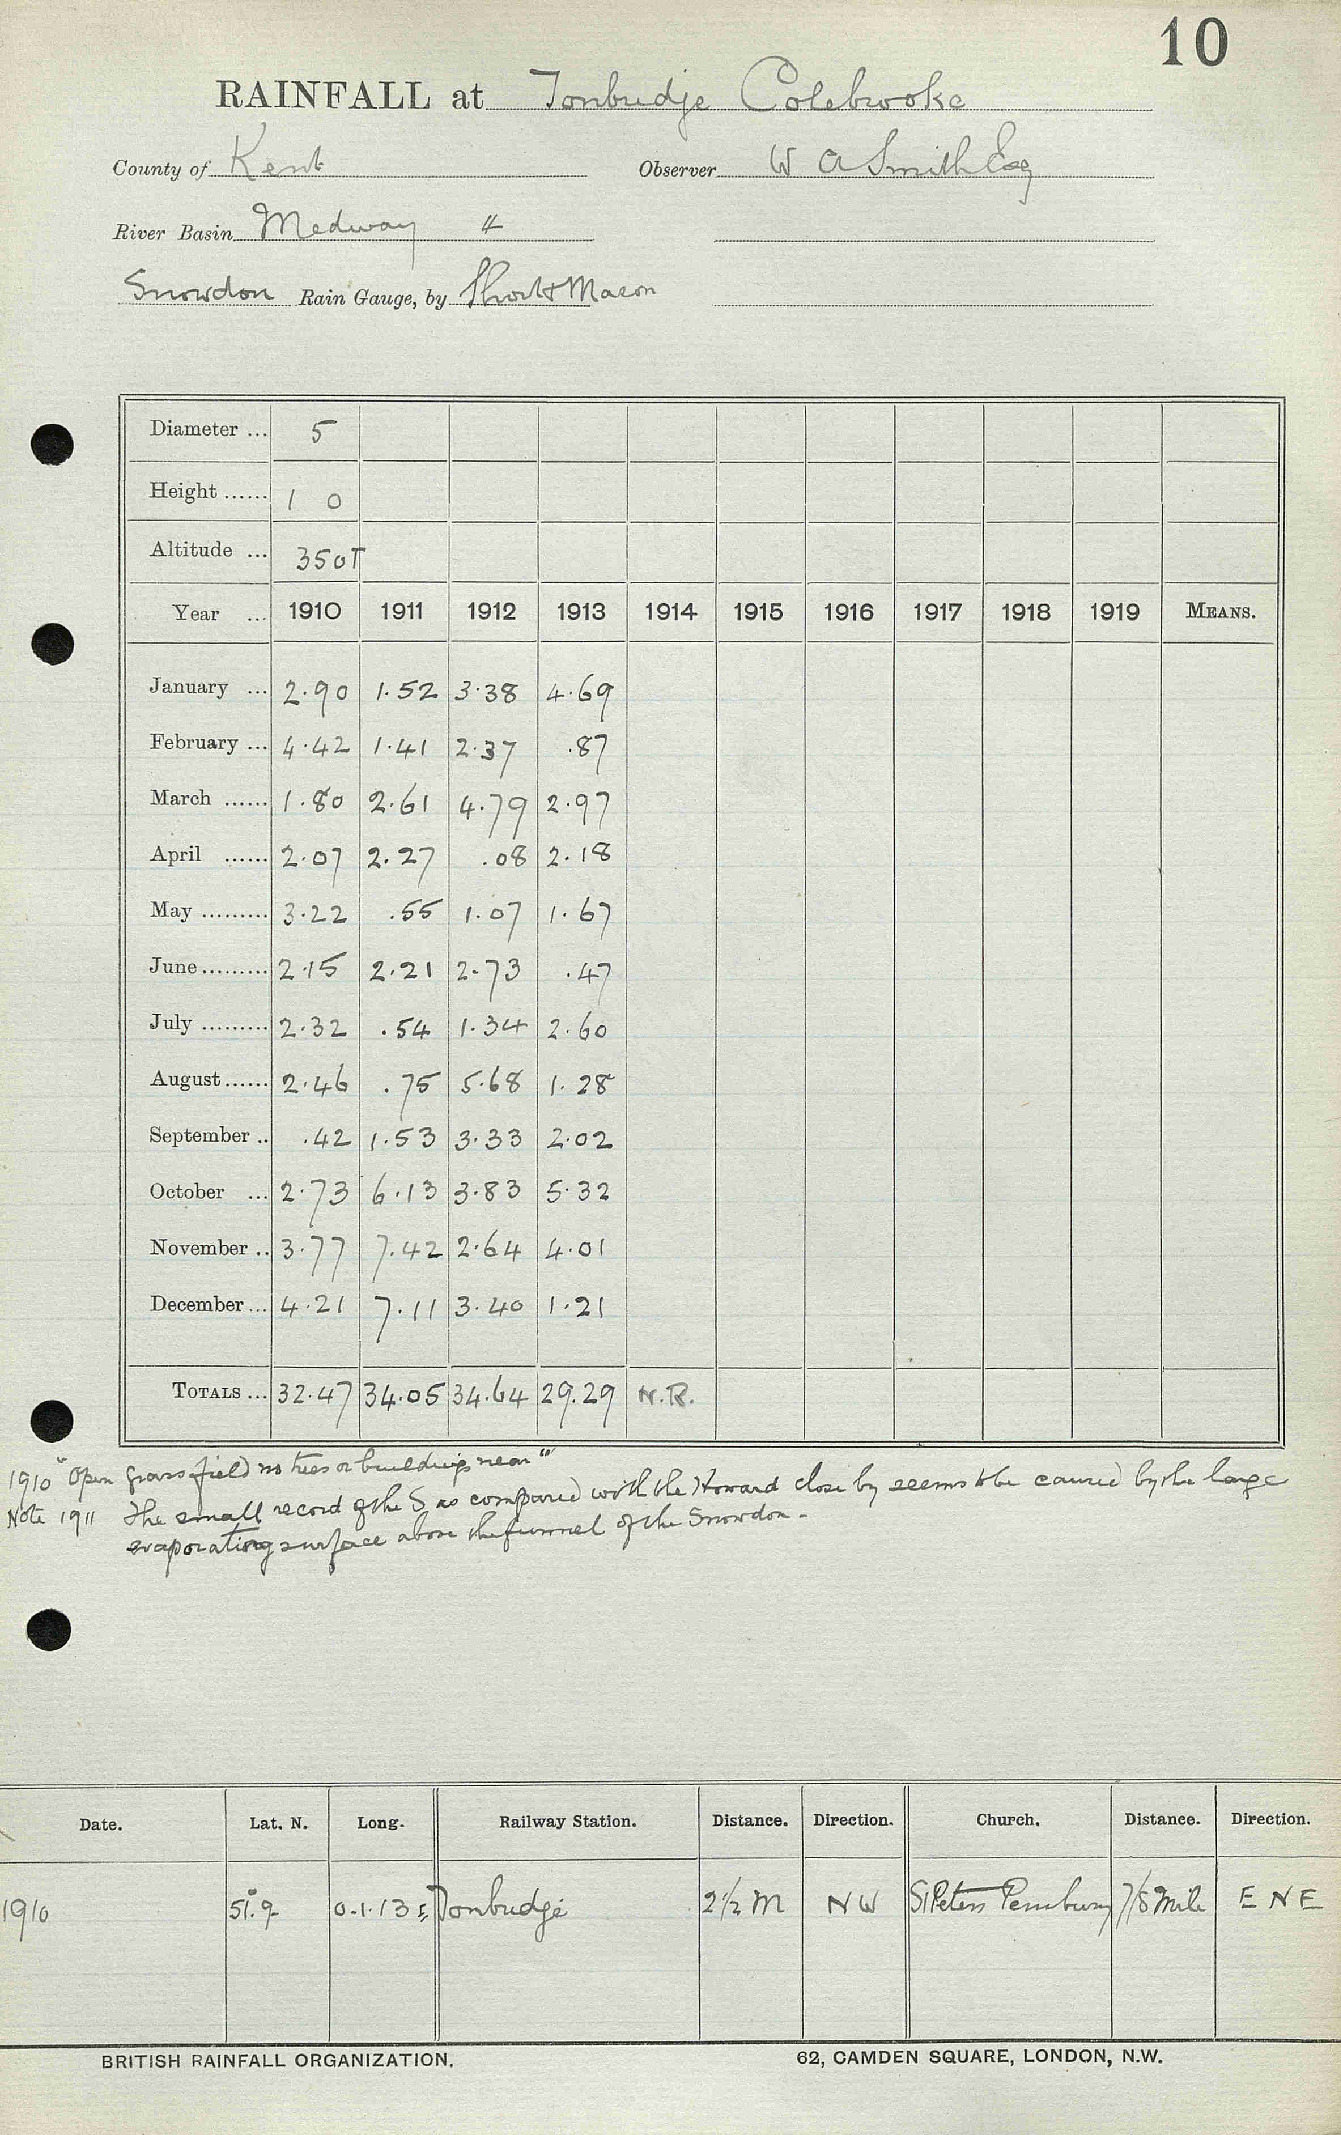 10
RAINFALL at Tonbridge Colebrooke
County of Kent Observer W A Smith Esq
River Basin Medway 4
Snowdon Rain Gauge, by Short & Mason
Diameter ... 5
Height ...... 1 0
Altitude ... 350T
Year ... 1910 1911 1912 1913 1914 1915 1916 1917 1918 1919 MEANS.
January ... 2.90 1.52 3.38 4.69
February ... 4.42 1.41 2.37 .87
March ...... 1.80 2.61 4.79 2.97
April ...... 2.07 2.27 .08 2.18
May ......... 3.22 .55 1.07 1.67
June ......... 2.15 2.21 2.73 .47
July ......... 2.32 .54 1.34 2.60
August ...... 2.46 .75 5.68 1.28
September .. .42 1.53 3.33 2.02
October ... 2.73 6.13 3.83 5.32
November .. 3.77 7.42 2.64 4.01
December ... 4.21 7.11 3.40 1.21
TOTALS ... 32.47 34.05 34.64 29.29 N.R.
1910 "Open grass field no trees or buildings near"
Note 1911 The small record of the S as compared with the Howard close by seems to be caused by the large
evaporating surface above the funnel of the Snowdon.
Date. Lat. N. Long. Railway Station. Distance. Direction. Church. Distance. Direction.
1910 51°.9 0.1.13 E Tonbridge 2½ M NW St Peters Pembury 7/8 Mile E N E
BRITISH RAINFALL ORGANIZATION. 62, CAMDEN SQUARE, LONDON, N.W.